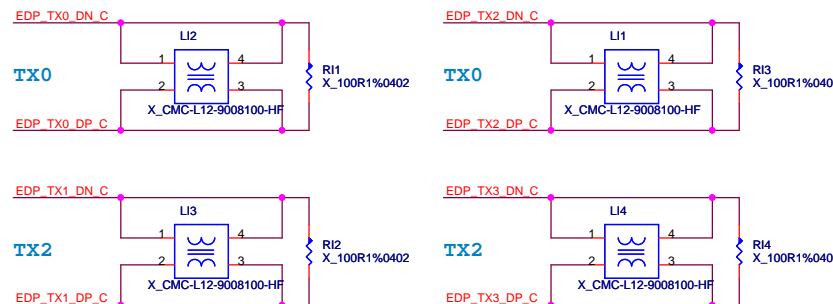 EDP_TX0_DN_C
LI2
1
4
TX0
RI1
X_100R1%0402
2
3
X_CMC-L12-9008100-HF
EDP_TX0_DP_C
EDP_TX2_DN_C
LI1
1
4
TX0
RI3
X_100R1%040
2
3
X_CMC-L12-9008100-HF
EDP_TX2_DP_C
EDP_TX1_DN_C
LI3
1
4
TX2
RI2
X_100R1%0402
2
3
X_CMC-L12-9008100-HF
EDP_TX1_DP_C
EDP_TX3_DN_C
LI4
1
4
TX2
RI4
X_100R1%040
2
3
X_CMC-L12-9008100-HF
EDP_TX3_DP_C